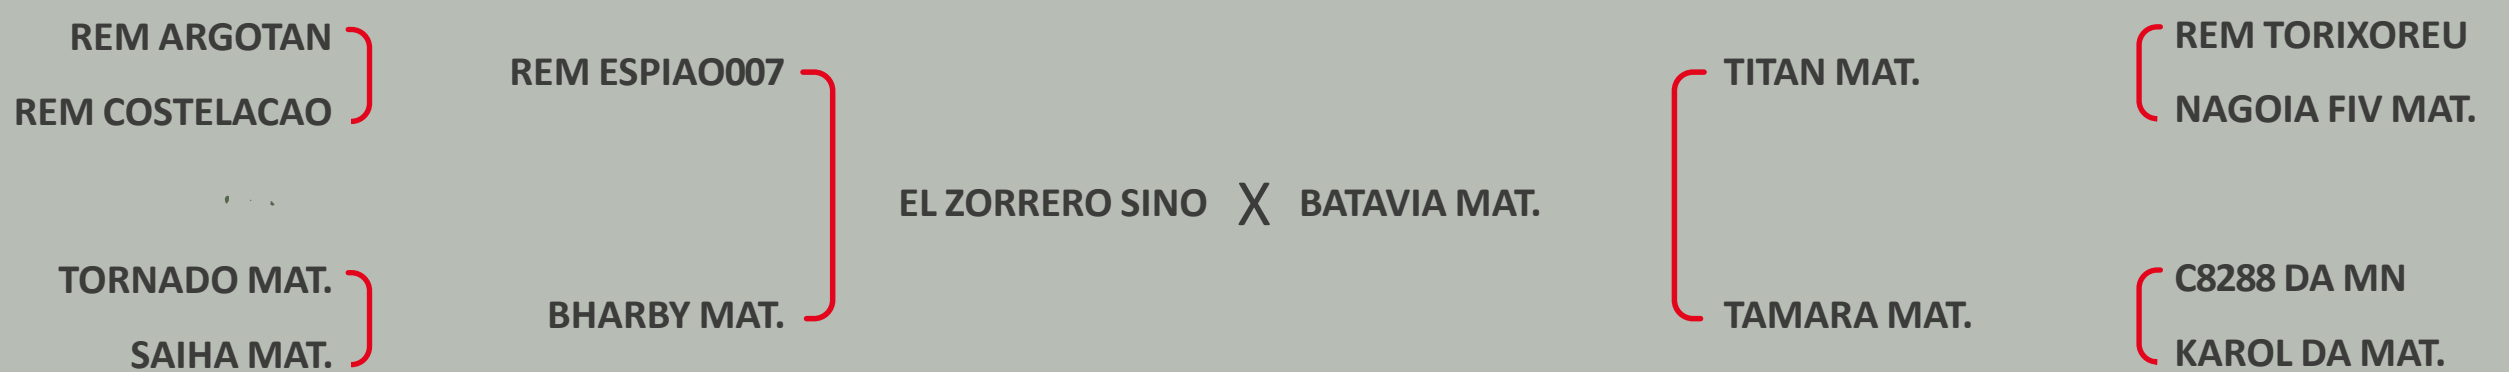 REM ARGOTAN
REM COSTELACAO
REM ESPIAO007
TORNADO MAT.
SAIHA MAT.
BHARBY MAT.
EL ZORRERO SINO X BATAVIA MAT.
TITAN MAT.
REM TORIXOREU
NAGOIA FIV MAT.
TAMARA MAT.
C8288 DA MN
KAROL DA MAT.